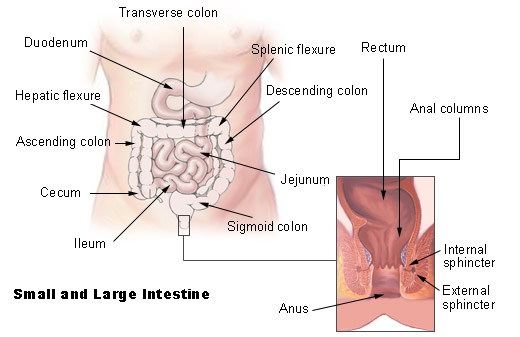 Transverse colon
Duodenum
Splenic flexure
Rectum
Hepatic flexure
Descending colon
Anal columns
Ascending colon
Jejunum
Cecum
Sigmoid colon
Ileum
Internal
sphincter
External
sphincter
Small and Large Intestine
Anus